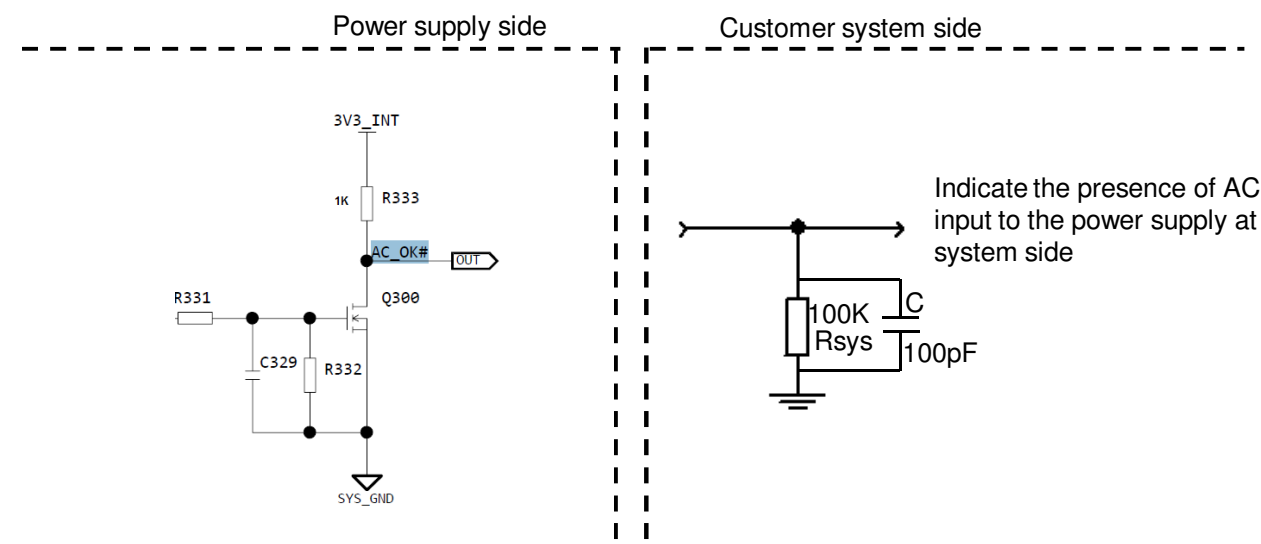 Power supply side
Customer system side
3V3_INT
1K
R333
AC_OK#
OUT
R331
Q300
C329
R332
SYS_GND
Indicate the presence of AC
input to the power supply at
system side
100K
Rsys
C
100pF